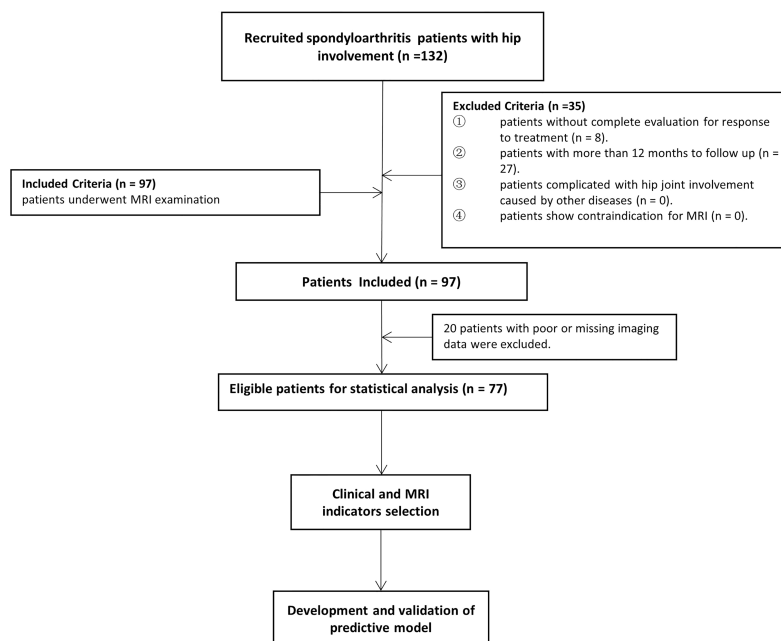 Recruited spondyloarthritis patients with hip
involvement (n =132)
Excluded Criteria (n =35)
① patients without complete evaluation for response
to treatment (n = 8).
② patients with more than 12 months to follow up (n =
27).
③ patients complicated with hip joint involvement
caused by other diseases (n = 0).
④ patients show contraindication for MRI (n = 0).
Included Criteria (n = 97)
patients underwent MRI examination
Patients Included (n = 97)
20 patients with poor or missing imaging
data were excluded.
Eligible patients for statistical analysis (n = 77)
Clinical and MRI
indicators selection
Development and validation of
predictive model